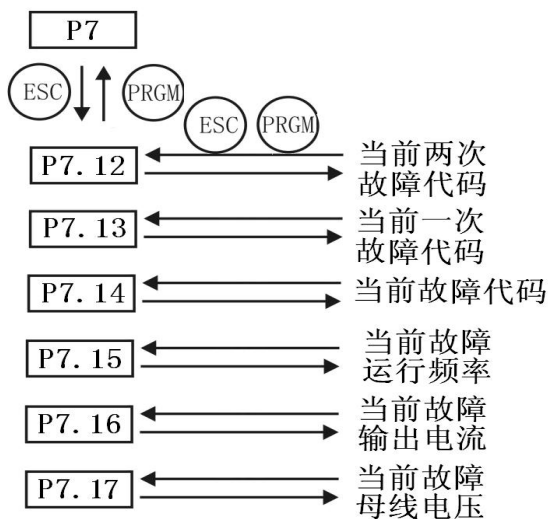 P7
ESC PRGM
ESC PRGM
P7.12 当前两次
故障代码
P7.13 当前一次
故障代码
P7.14 当前故障代码
P7.15 当前故障
运行频率
P7.16 当前故障
输出电流
P7.17 当前故障
母线电压